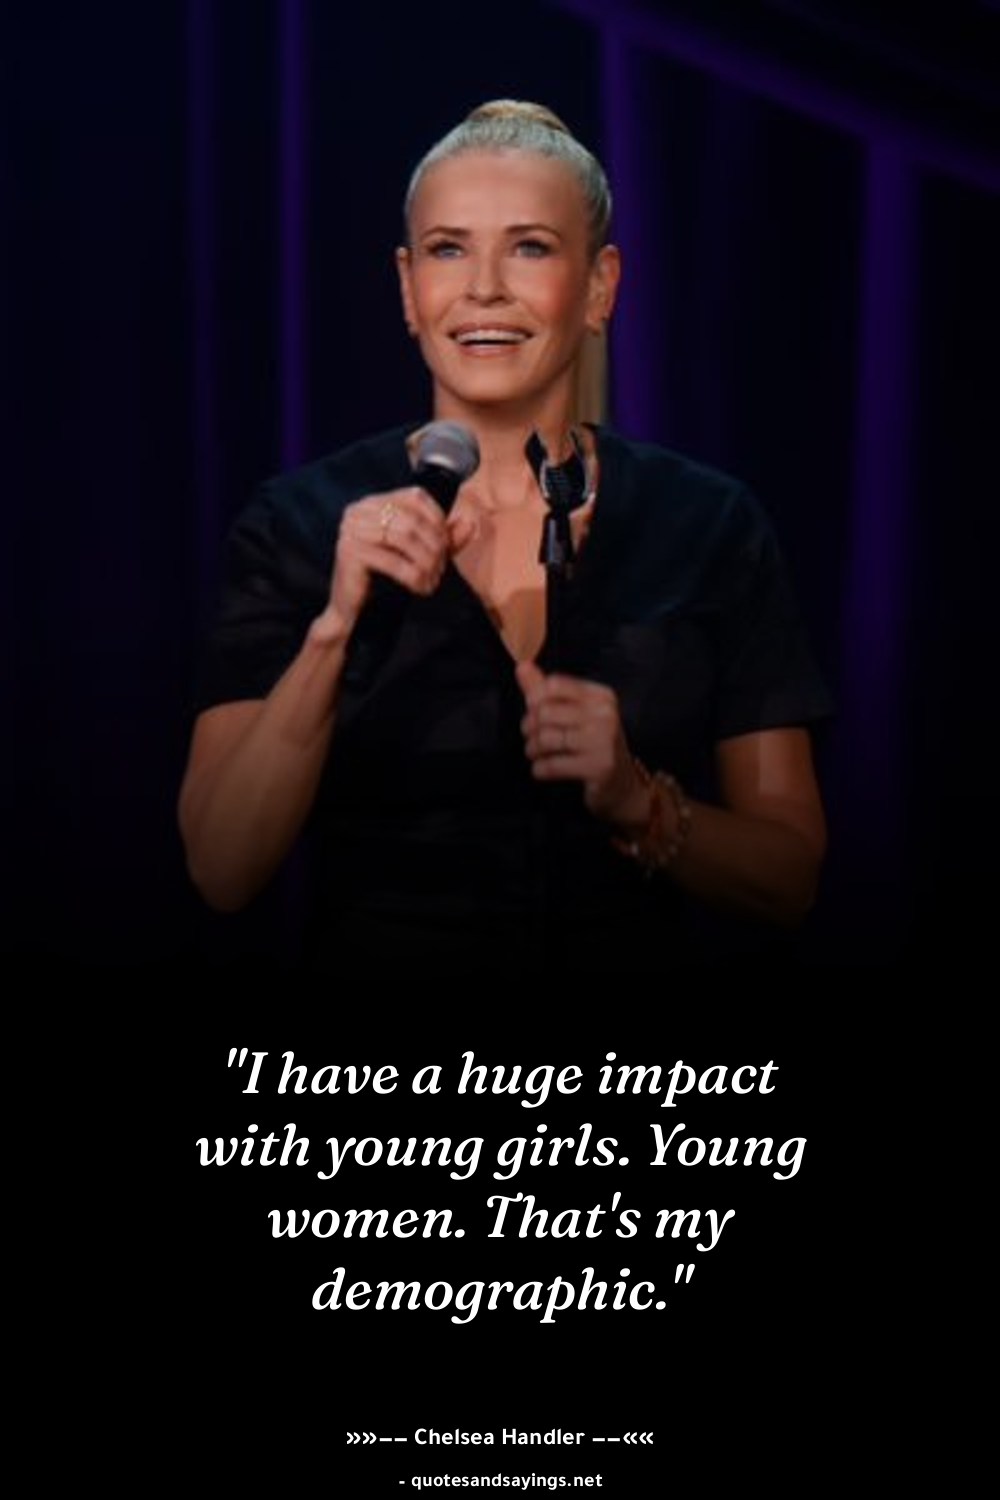 "I have a huge impact
with young girls. Young
women. That's my
demographic."
»»–– Chelsea Handler ––««
- quotesandsayings.net